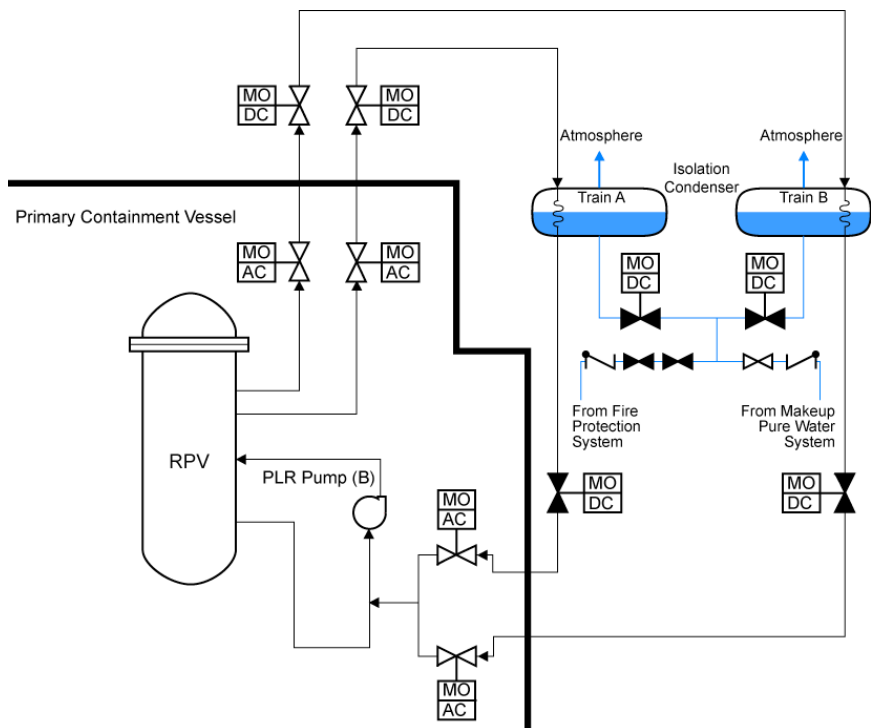 MO
DC
MO
DC
Atmosphere
Atmosphere
Isolation
Condenser
Train A
Train B
Primary Containment Vessel
MO
AC
MO
AC
MO
DC
MO
DC
From Fire
Protection
System
From Makeup
Pure Water
System
RPV
PLR Pump (B)
MO
AC
MO
DC
MO
DC
MO
AC